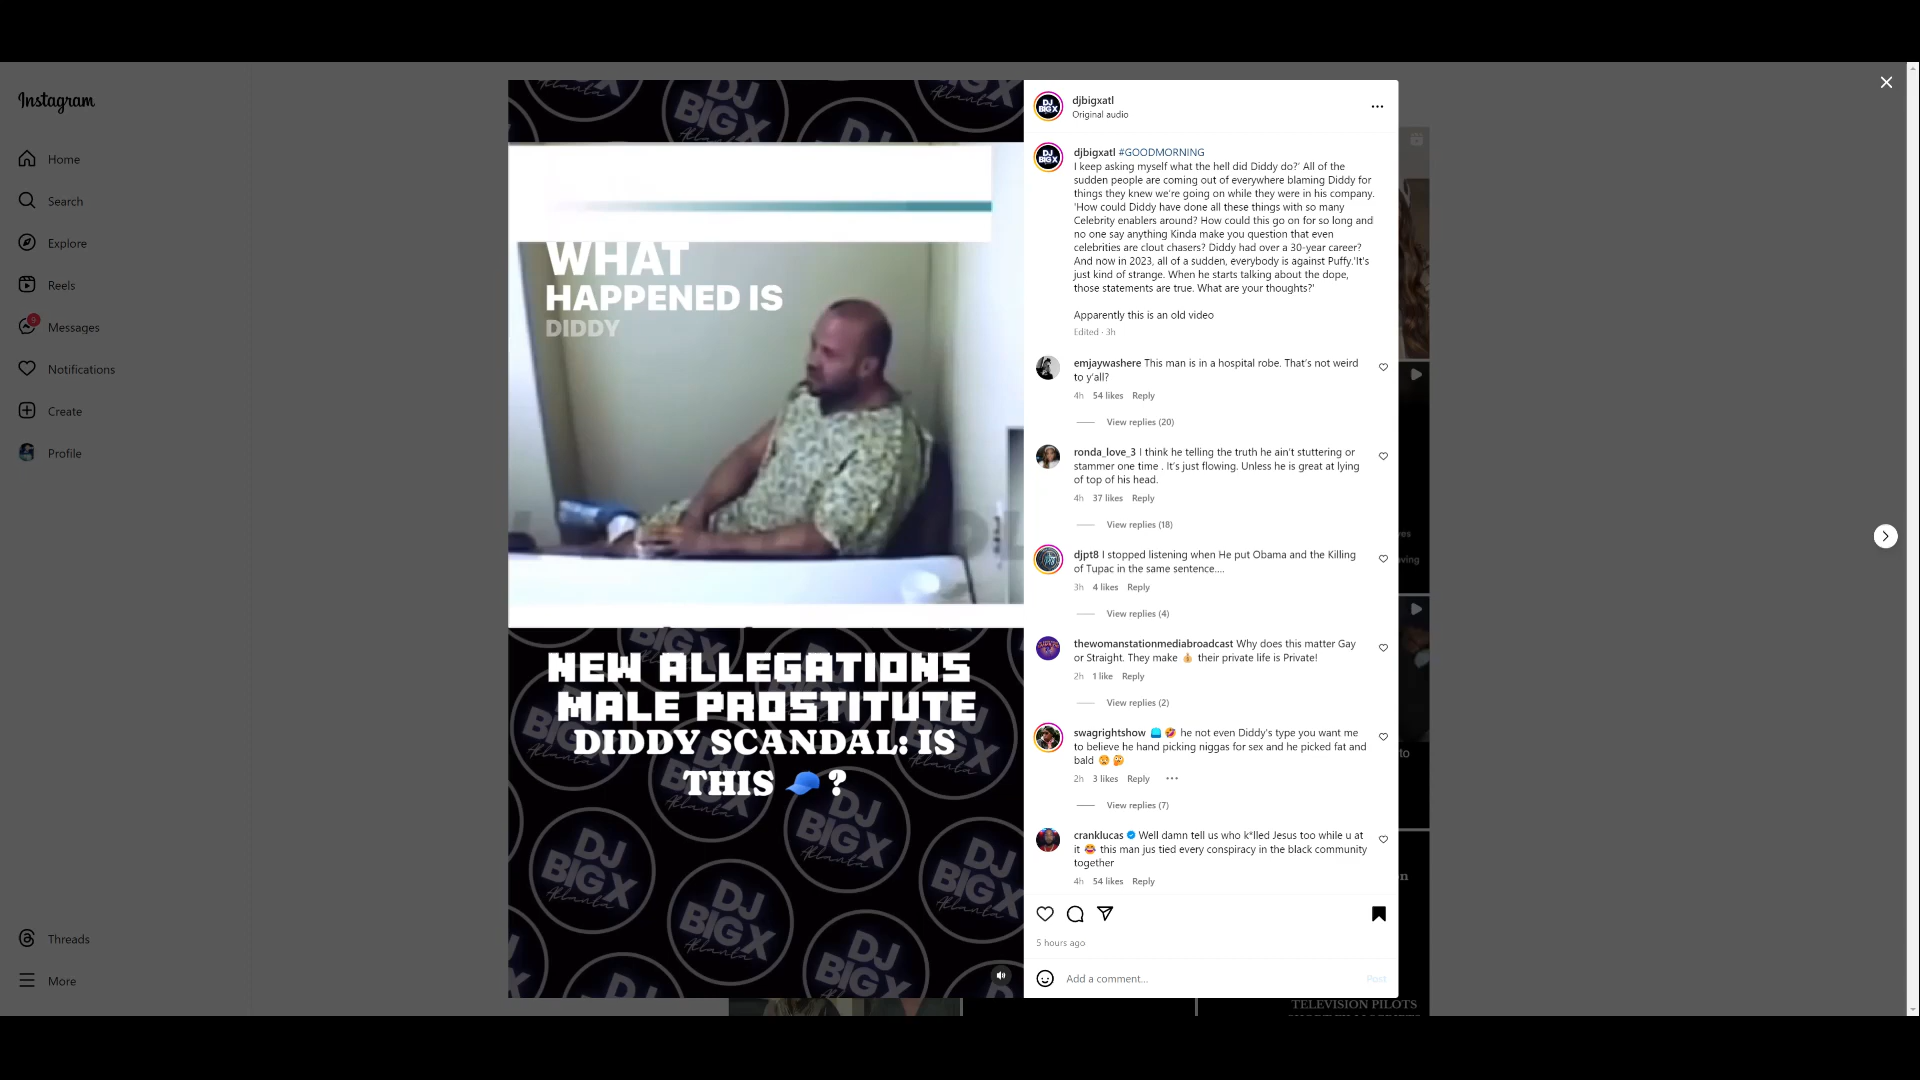 Instagram
Home
Search
Explore
Reels
9
Messages
Notifications
Create
Profile
Threads
More
DJ
BIG X
Atlanta
WHAT
HAPPENED IS
DIDDY
NEW ALLEGATIONS
MALE PROSTITUTE
DIDDY SCANDAL: IS
THIS 🧢 ?
DJ
BIG X
Atlanta
DJ
BIG X
Atlanta
DJ
BIG X
Atlanta
DJ
BIG X
Atlanta
djbigxatl
Original audio
djbigxatl #GOODMORNING
I keep asking myself what the hell did Diddy do?' All of the
sudden people are coming out of everywhere blaming Diddy for
things they knew we're going on while they were in his company.
'How could Diddy have done all these things with so many
Celebrity enablers around? How could this go on for so long and
no one say anything Kinda make you question that even
celebrities are clout chasers? Diddy had over a 30-year career?
And now in 2023, all of a sudden, everybody is against Puffy.'It's
just kind of strange. When he starts talking about the dope,
those statements are true. What are your thoughts?'
Apparently this is an old video
Edited · 3h
emjaywashere This man is in a hospital robe. That's not weird
to y'all?
4h 54 likes Reply
View replies (20)
ronda_love_3 I think he telling the truth he ain't stuttering or
stammer one time . It's just flowing. Unless he is great at lying
of top of his head.
4h 37 likes Reply
View replies (18)
djpt8 I stopped listening when He put Obama and the Killing
of Tupac in the same sentence....
3h 4 likes Reply
View replies (4)
thewomanstationmediabroadcast Why does this matter Gay
or Straight. They make 💰 their private life is Private!
2h 1 like Reply
View replies (2)
swagrightshow 🧢 🤣 he not even Diddy's type you want me
to believe he hand picking niggas for sex and he picked fat and
bald
2h 3 likes Reply
View replies (7)
cranklucas Well damn tell us who k*lled Jesus too while u at
it 😂 this man jus tied every conspiracy in the black community
together
4h 54 likes Reply
5 hours ago
Add a comment...
Post
TELEVISION PILOTS